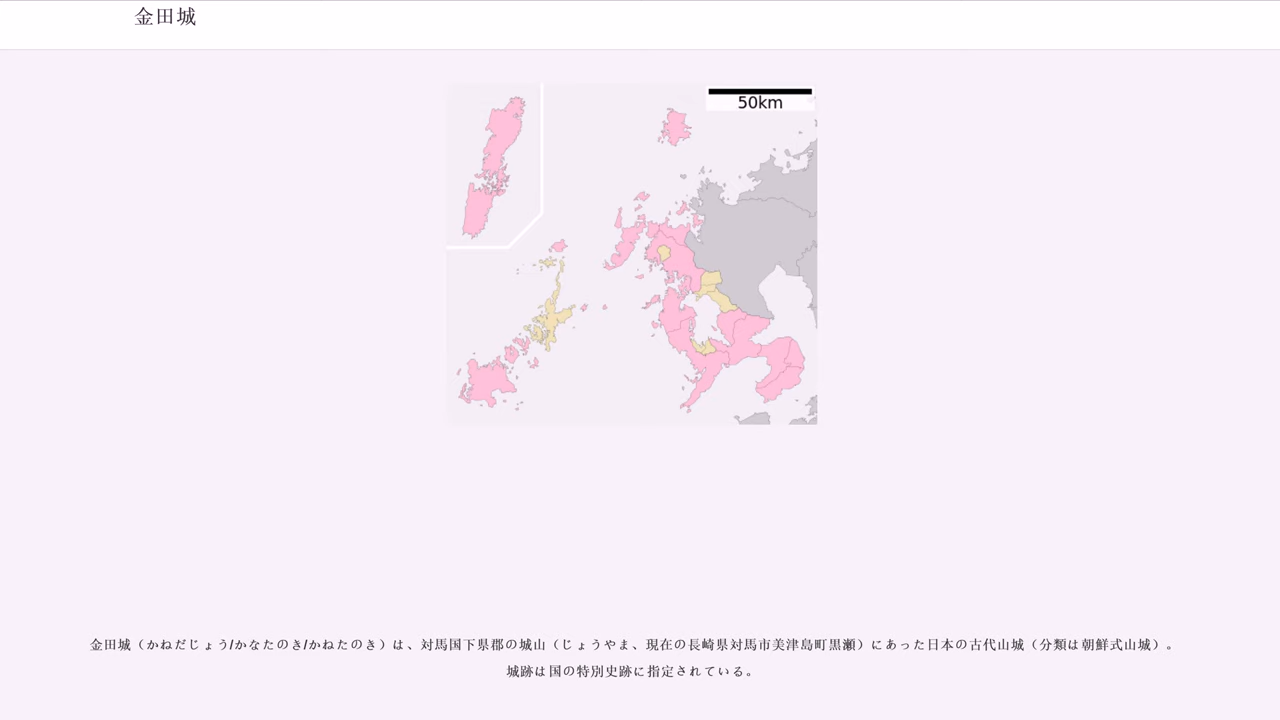 金田城
50km
金田城（かねだじょう/かなたのき/かねたのき）は、対馬国下県郡の城山（じょうやま、現在の長崎県対馬市美津島町黒瀬）にあった日本の古代山城（分類は朝鮮式山城）。
城跡は国の特別史跡に指定されている。